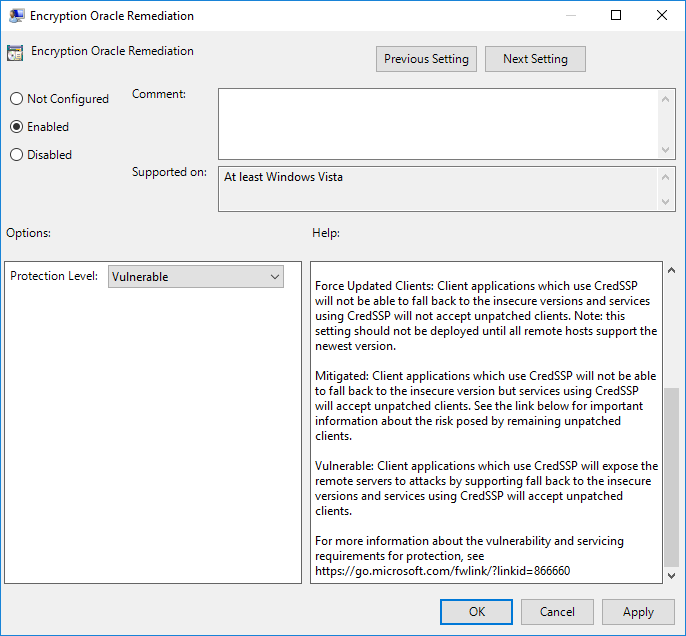 Encryption Oracle Remediation
Encryption Oracle Remediation
Previous Setting
Next Setting
Not Configured
Enabled
Disabled
Comment:
Supported on:
At least Windows Vista
Options:
Help:
Protection Level:
Vulnerable
Force Updated Clients: Client applications which use CredSSP
will not be able to fall back to the insecure versions and services
using CredSSP will not accept unpatched clients. Note: this
setting should not be deployed until all remote hosts support the
newest version.
Mitigated: Client applications which use CredSSP will not be able
to fall back to the insecure version but services using CredSSP
will accept unpatched clients. See the link below for important
information about the risk posed by remaining unpatched
clients.
Vulnerable: Client applications which use CredSSP will expose the
remote servers to attacks by supporting fall back to the insecure
versions and services using CredSSP will accept unpatched
clients.
For more information about the vulnerability and servicing
requirements for protection, see
https://go.microsoft.com/fwlink/?linkid=866660
OK
Cancel
Apply